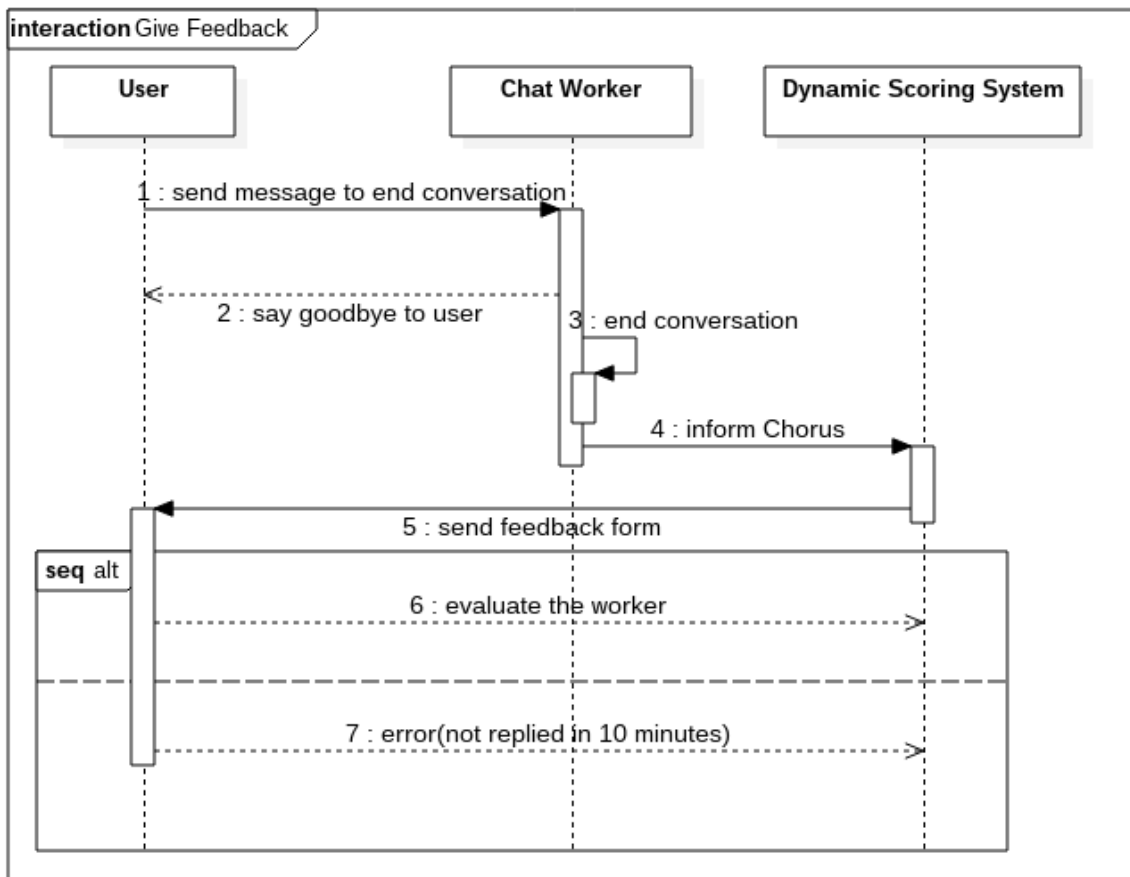 interaction Give Feedback
User
Chat Worker
Dynamic Scoring System
1 : send message to end conversation
2 : say goodbye to user
3 : end conversation
4 : inform Chorus
5 : send feedback form
seq alt
6 : evaluate the worker
7 : error(not replied in 10 minutes)